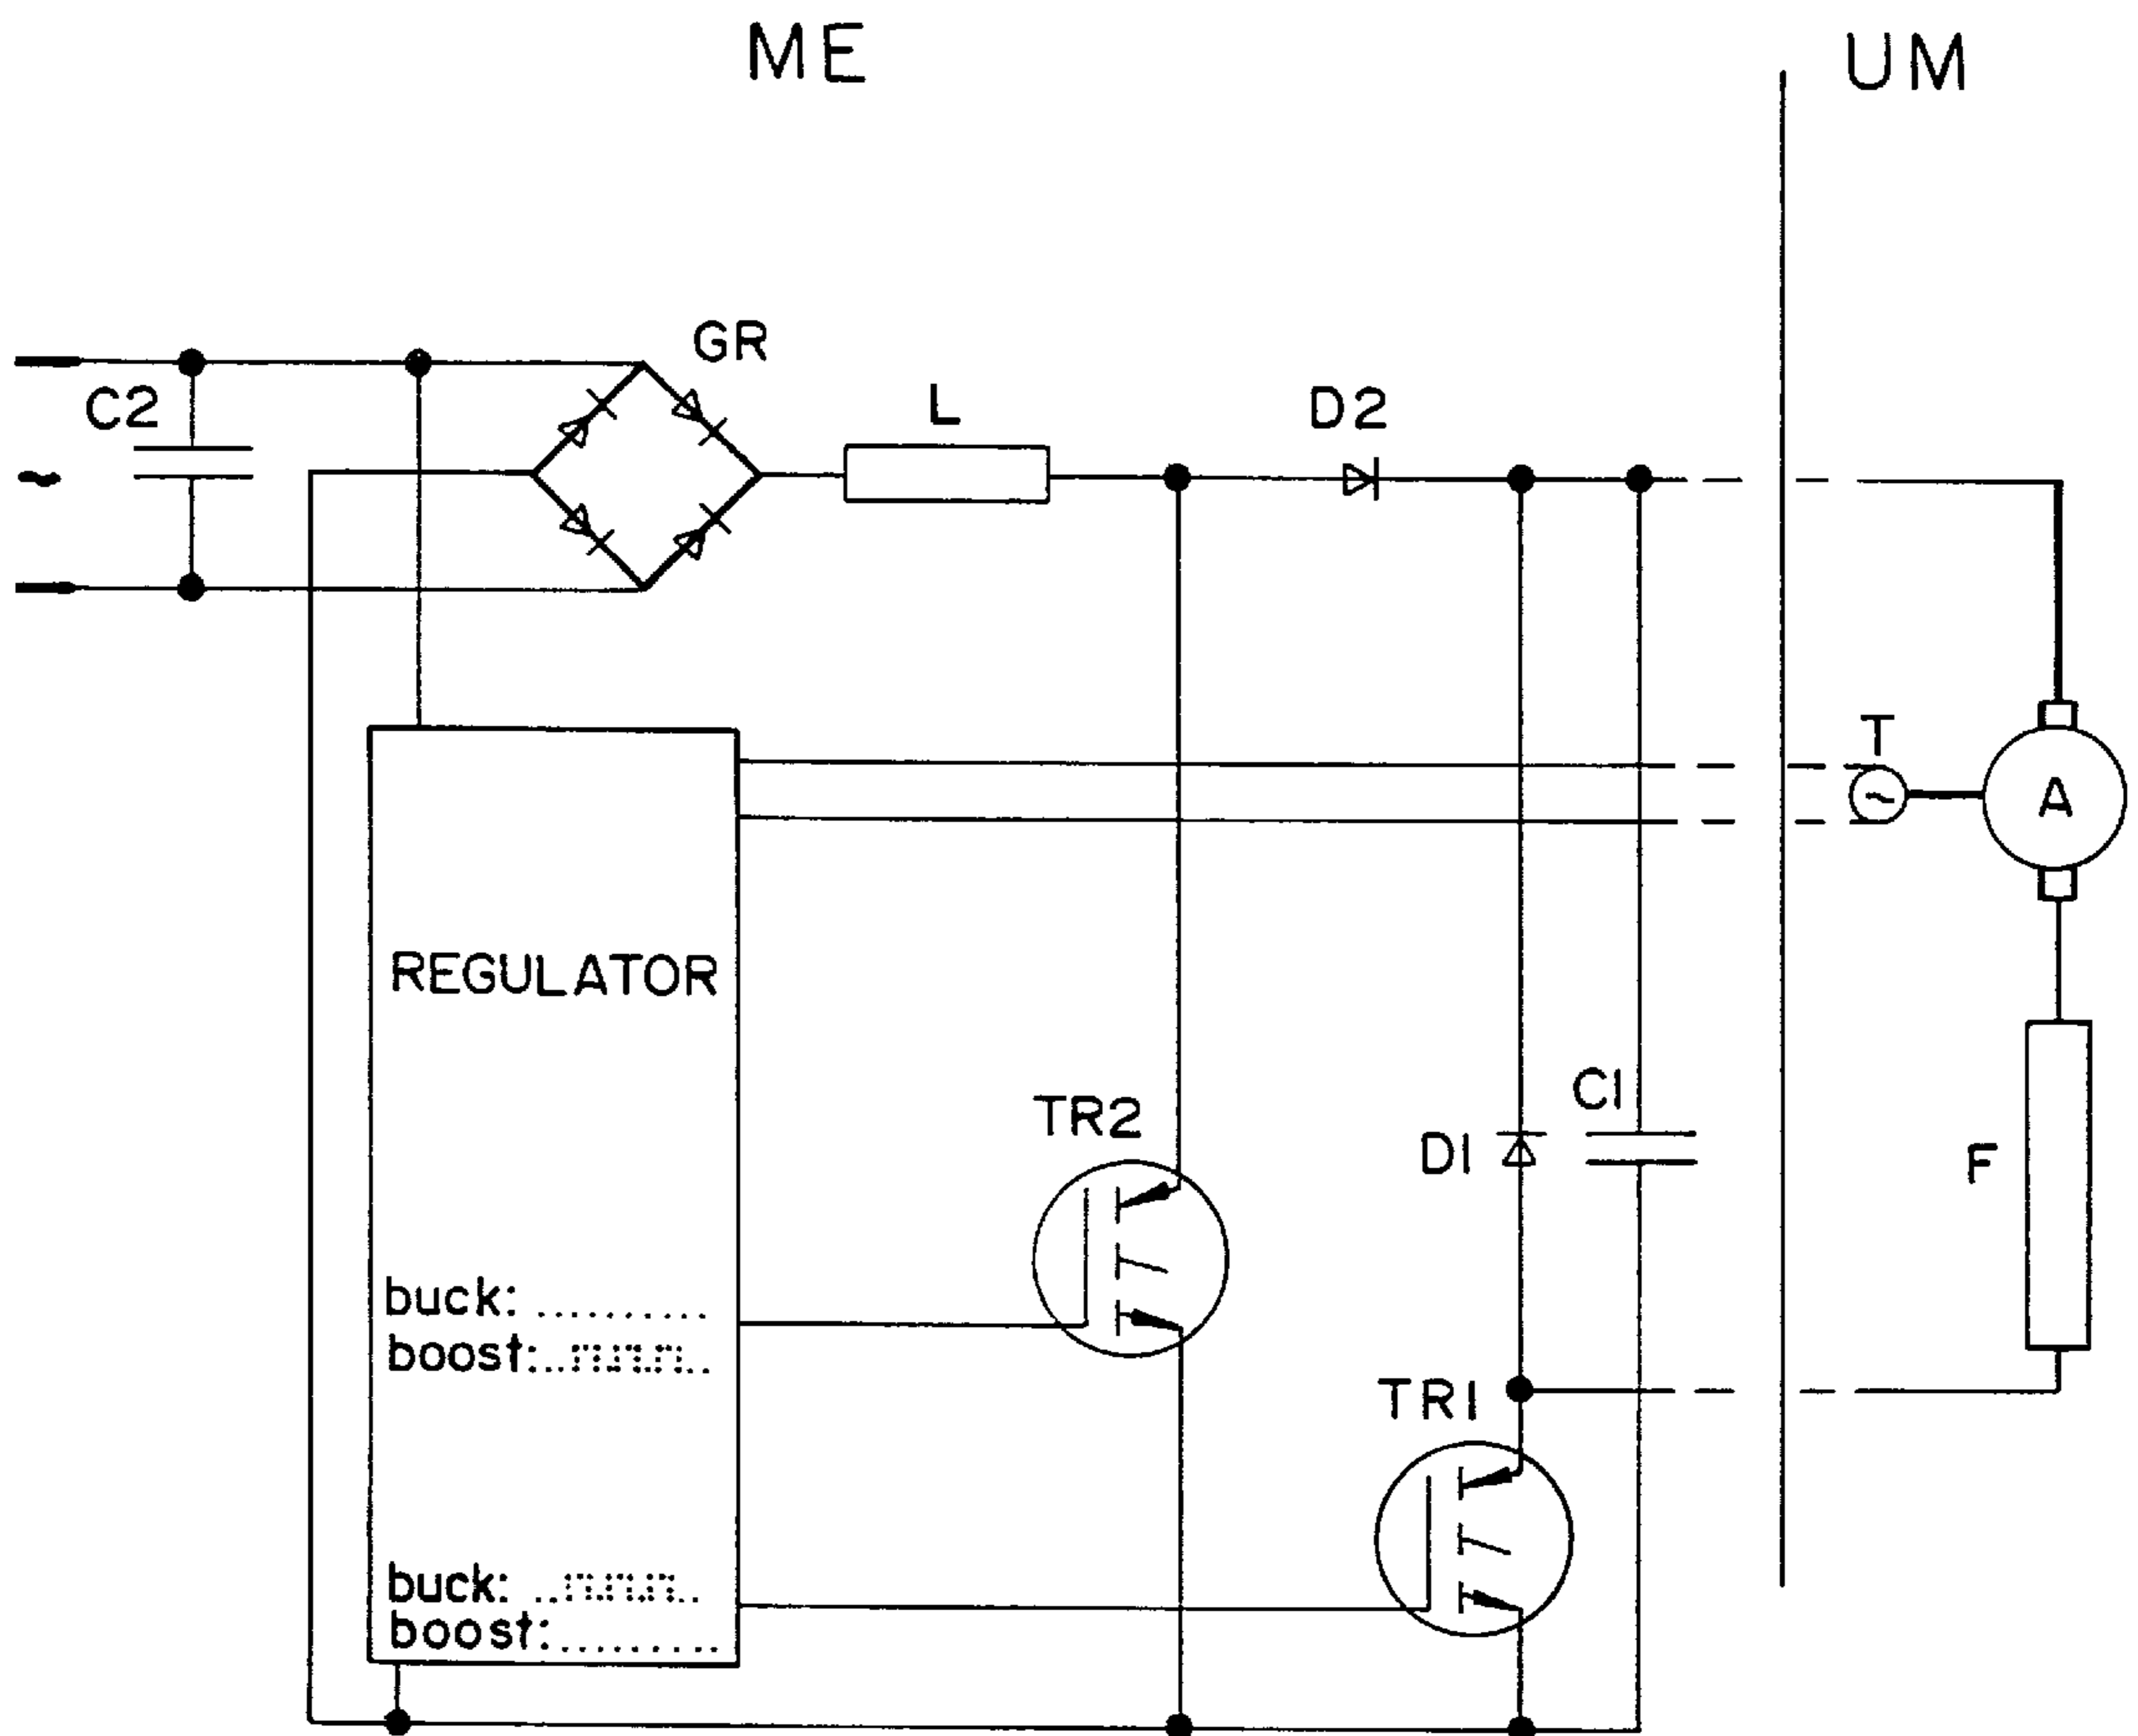 ME
UM
GR
C2
L
D2
~
T
~
A
REGULATOR
C1
TR2
D1
F
buck: ..........
boost:
TR1
buck:
boost: .........